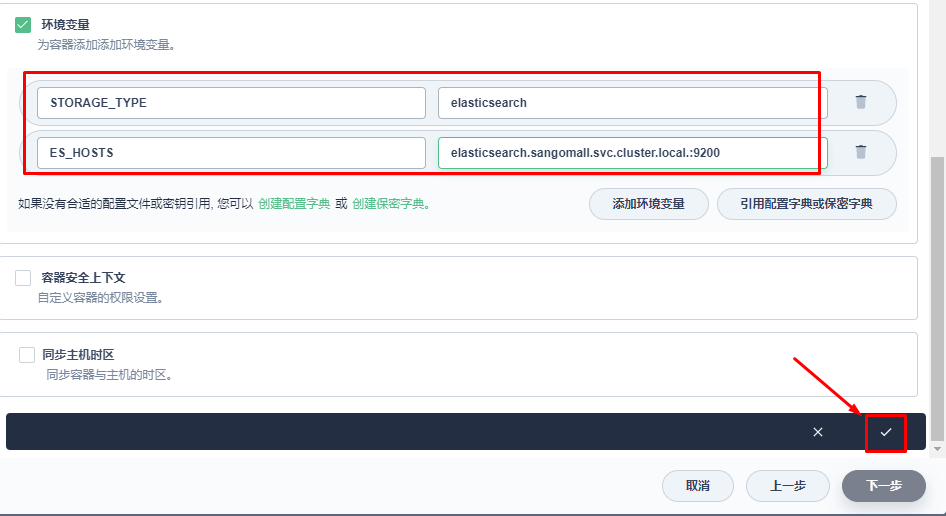 环境变量
为容器添加添加环境变量。
STORAGE_TYPE elasticsearch
ES_HOSTS elasticsearch.sangomall.svc.cluster.local.:9200
如果没有合适的配置文件或密钥引用, 您可以 创建配置字典 或 创建保密字典。 添加环境变量 引用配置字典或保密字典
容器安全上下文
自定义容器的权限设置。
同步主机时区
同步容器与主机的时区。
取消 上一步 下一步